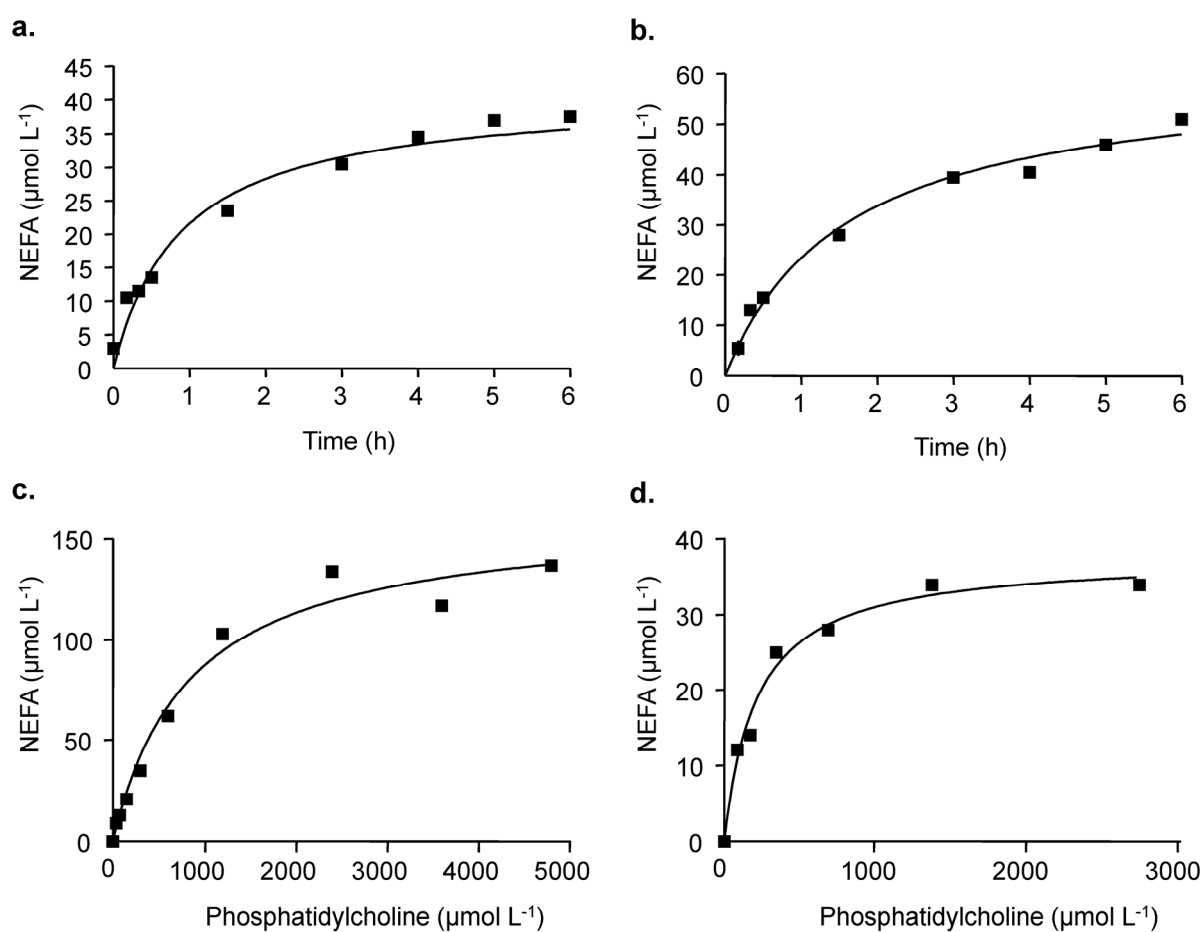 a.
45
40
35
30
25
20
15
10
5
0
NEFA (µmol L⁻¹)
0 1 2 3 4 5 6
Time (h)
b.
60
50
40
30
20
10
0
NEFA (µmol L⁻¹)
0 1 2 3 4 5 6
Time (h)
c.
150
100
50
0
NEFA (µmol L⁻¹)
0 1000 2000 3000 4000 5000
Phosphatidylcholine (µmol L⁻¹)
d.
40
30
20
10
0
NEFA (µmol L⁻¹)
0 1000 2000 3000
Phosphatidylcholine (µmol L⁻¹)